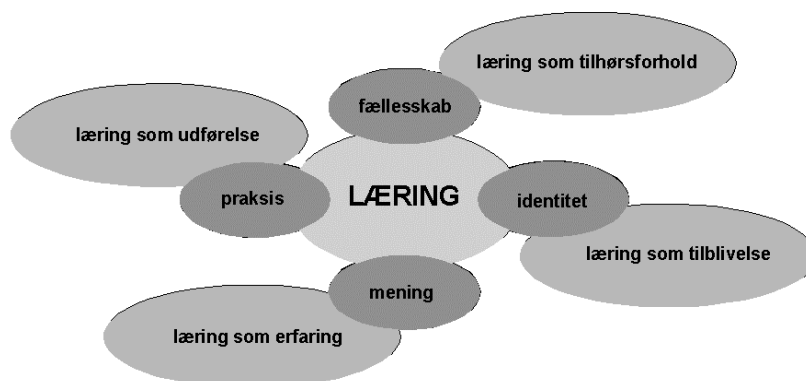 læring som tilhørsforhold
fællesskab
læring som udførelse
praksis
LÆRING
identitet
læring som tilblivelse
mening
læring som erfaring